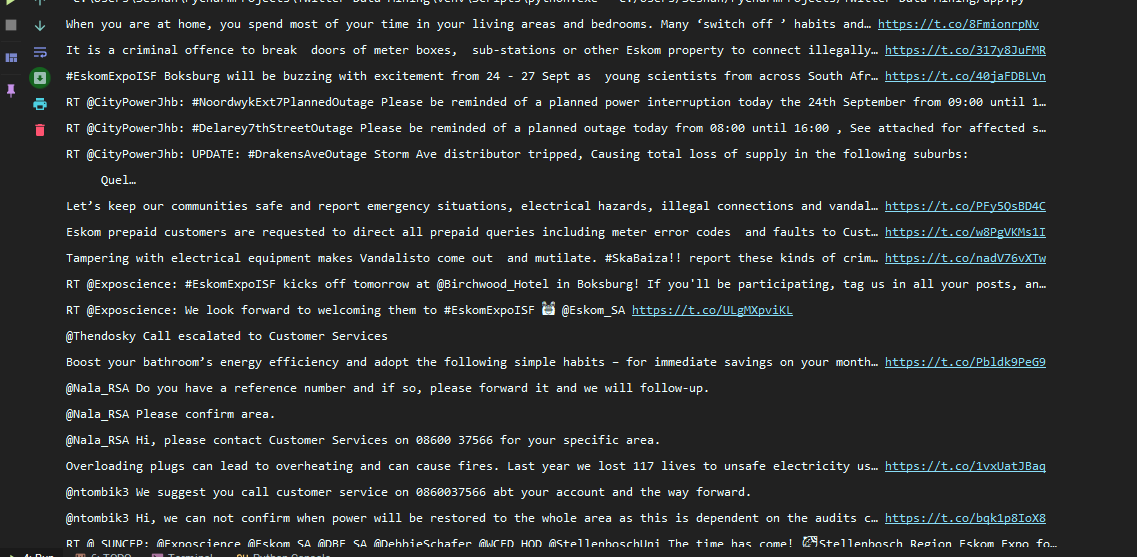 When you are at home, you spend most of your time in your living areas and bedrooms. Many ‘switch off ’ habits and… https://t.co/8FmionrpNv
It is a criminal offence to break  doors of meter boxes,  sub-stations or other Eskom property to connect illegally… https://t.co/317y8JuFMR
#EskomExpoISF Boksburg will be buzzing with excitement from 24 - 27 Sept as  young scientists from across South Afr… https://t.co/40jaFDBLVn
RT @CityPowerJhb: #NoordwykExt7PlannedOutage Please be reminded of a planned power interruption today the 24th September from 09:00 until 1…
RT @CityPowerJhb: #Delarey7thStreetOutage Please be reminded of a planned outage today from 08:00 until 16:00 , See attached for affected s…
RT @CityPowerJhb: UPDATE: #DrakensAveOutage Storm Ave distributor tripped, Causing total loss of supply in the following suburbs:
Quel…
Let’s keep our communities safe and report emergency situations, electrical hazards, illegal connections and vandal… https://t.co/PFy5QsBD4C
Eskom prepaid customers are requested to direct all prepaid queries including meter error codes  and faults to Cust… https://t.co/w8PgVKMs1I
Tampering with electrical equipment makes Vandalisto come out  and mutilate. #SkaBaiza!! report these kinds of crim… https://t.co/nadV76vXTw
RT @Exposcience: #EskomExpoISF kicks off tomorrow at @Birchwood_Hotel in Boksburg! If you'll be participating, tag us in all your posts, an…
RT @Exposcience: We look forward to welcoming them to #EskomExpoISF @Eskom_SA https://t.co/ULgMXpviKL
@Thendosky Call escalated to Customer Services
Boost your bathroom’s energy efficiency and adopt the following simple habits – for immediate savings on your month… https://t.co/Pbldk9PeG9
@Nala_RSA Do you have a reference number and if so, please forward it and we will follow-up.
@Nala_RSA Please confirm area.
@Nala_RSA Hi, please contact Customer Services on 08600 37566 for your specific area.
Overloading plugs can lead to overheating and can cause fires. Last year we lost 117 lives to unsafe electricity us… https://t.co/1vxUatJBaq
@ntombik3 We suggest you call customer service on 0860037566 abt your account and the way forward.
@ntombik3 Hi, we can not confirm when power will be restored to the whole area as this is dependent on the audits c… https://t.co/bqk1p8IoX8
RT @_SUNCEP: @Exposcience @Eskom_SA @DBE_SA @DebbieSchafer @WCED_HOD @StellenboschUni The time has come! Stellenbosch Region Eskom Expo fo…